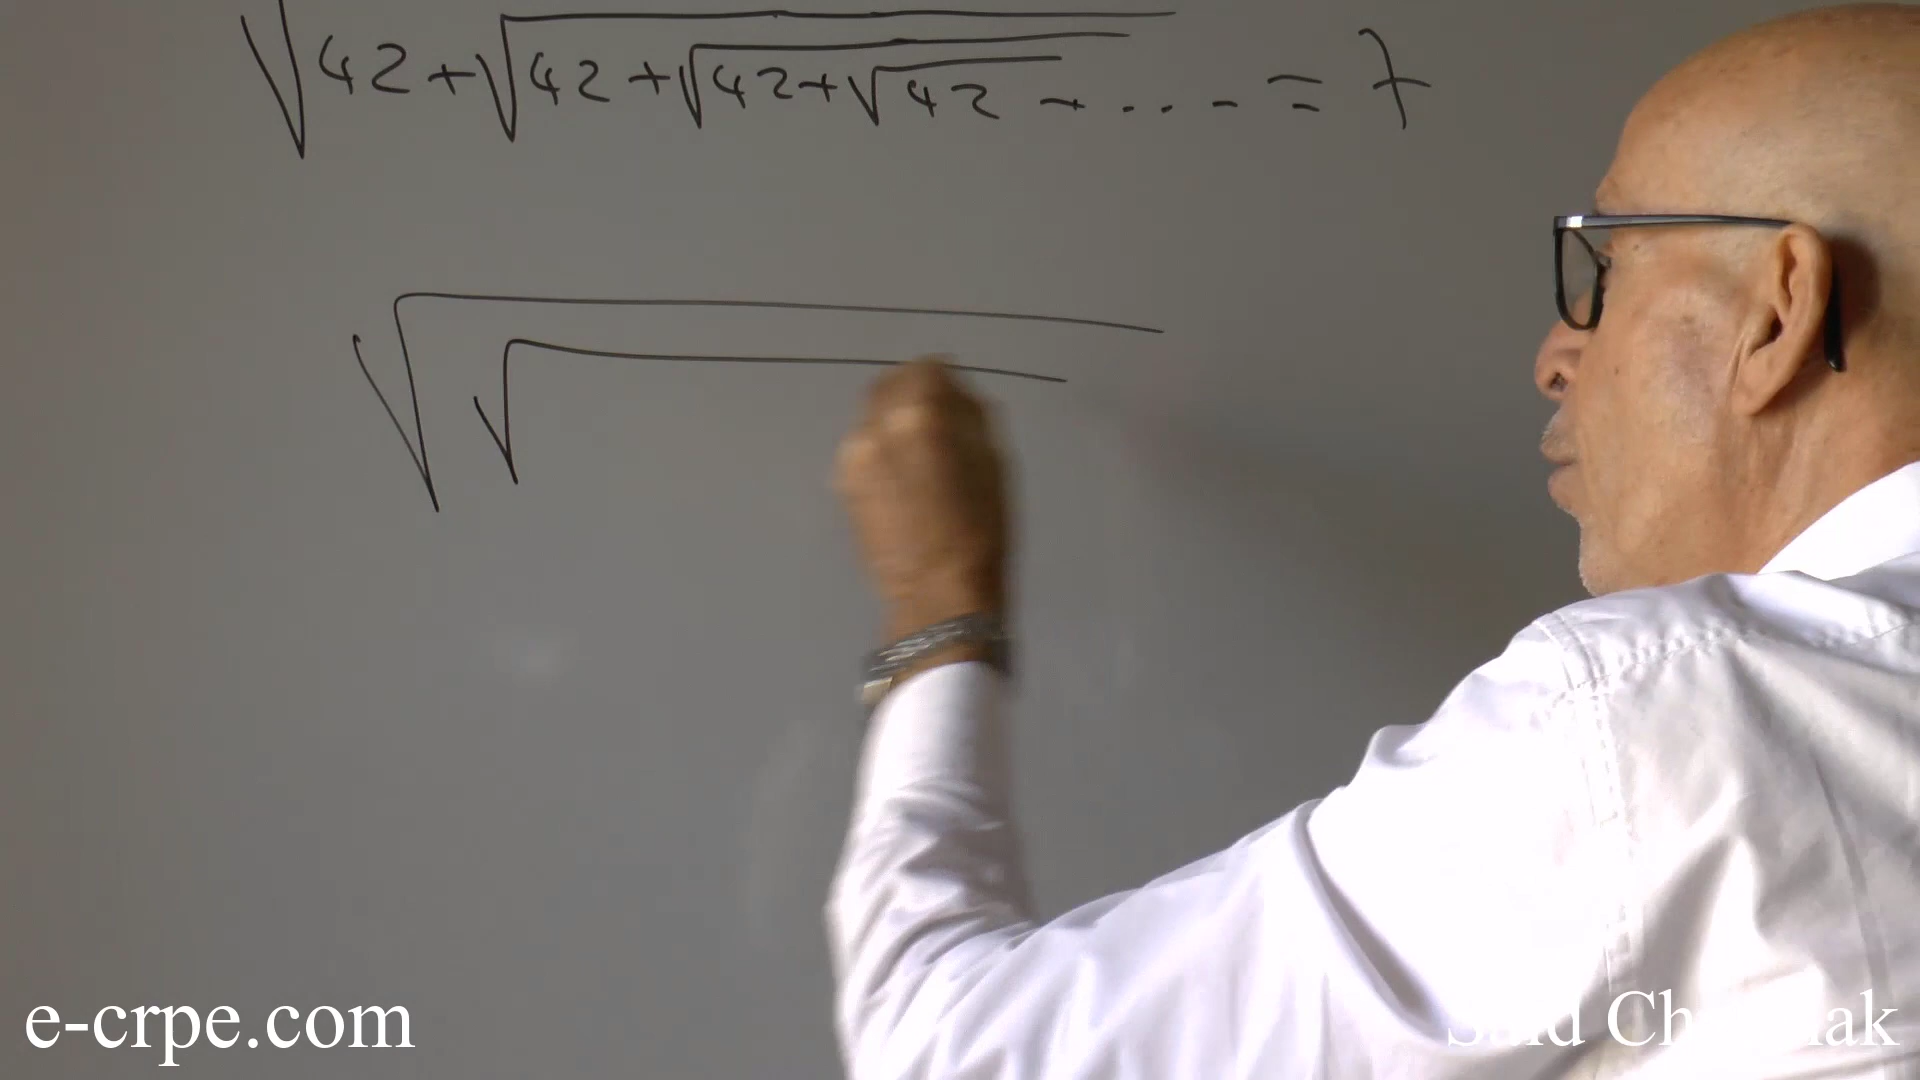 √42+√42+√42+√42 - ... - = 7
√ √
e-crpe.com